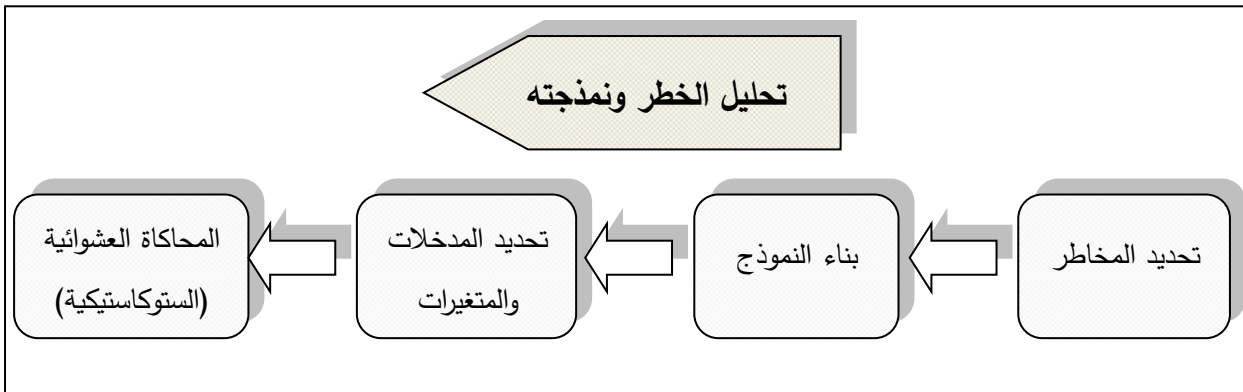 تحليل الخطر ونمذجته
تحديد المخاطر
بناء النموذج
تحديد المدخلات
والمتغيرات
المحاكاة العشوائية
(الستوكاستيكية)